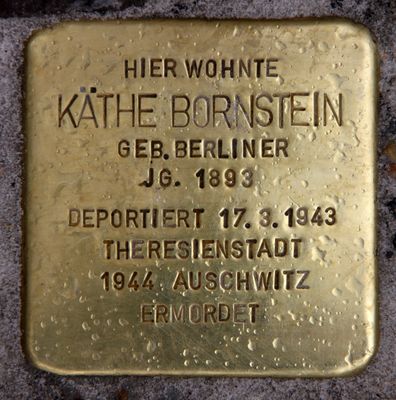 HIER WOHNTE
KÄTHE BORNSTEIN
GEB. BERLINER
JG. 1893
DEPORTIERT 17.3.1943
THERESIENSTADT
1944 AUSCHWITZ
ERMORDET